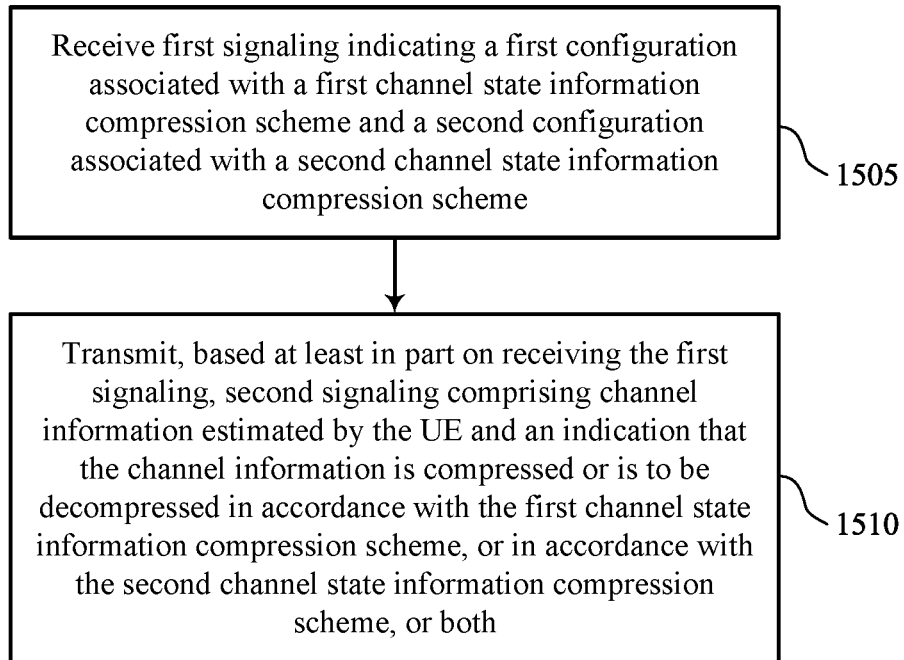 Receive first signaling indicating a first configuration
associated with a first channel state information
compression scheme and a second configuration
associated with a second channel state information
compression scheme
1505
Transmit, based at least in part on receiving the first
signaling, second signaling comprising channel
information estimated by the UE and an indication that
the channel information is compressed or is to be
decompressed in accordance with the first channel state
information compression scheme, or in accordance with
the second channel state information compression
scheme, or both
1510